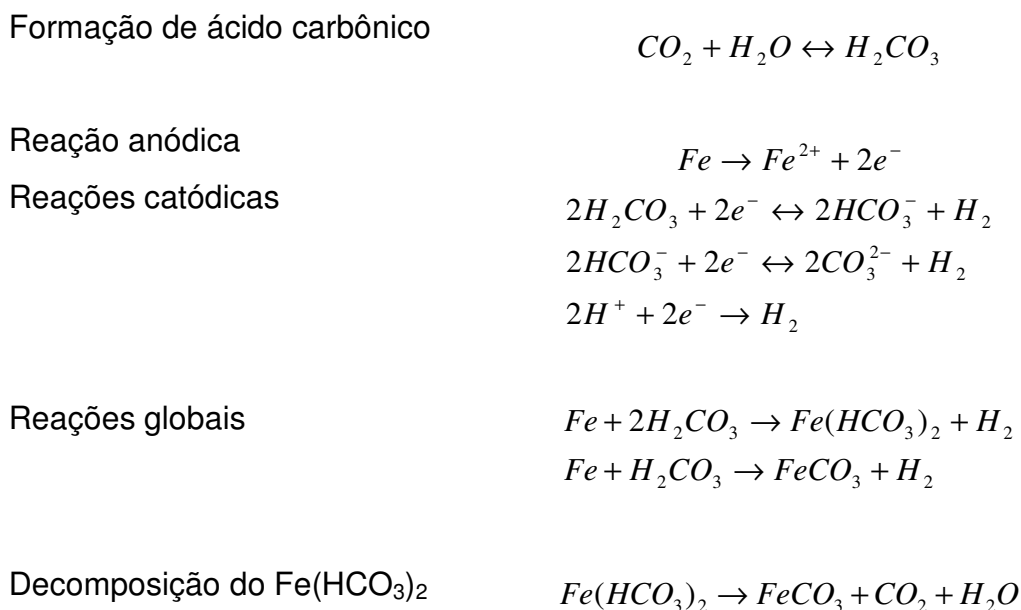 Formação de ácido carbônico CO₂ + H₂O ↔ H₂CO₃
Reação anódica Fe → Fe²⁺ + 2e⁻
Reações catódicas 2H₂CO₃ + 2e⁻ ↔ 2HCO₃⁻ + H₂
2HCO₃⁻ + 2e⁻ ↔ 2CO₃²⁻ + H₂
2H⁺ + 2e⁻ → H₂
Reações globais Fe + 2H₂CO₃ → Fe(HCO₃)₂ + H₂
Fe + H₂CO₃ → FeCO₃ + H₂
Decomposição do Fe(HCO₃)₂ Fe(HCO₃)₂ → FeCO₃ + CO₂ + H₂O